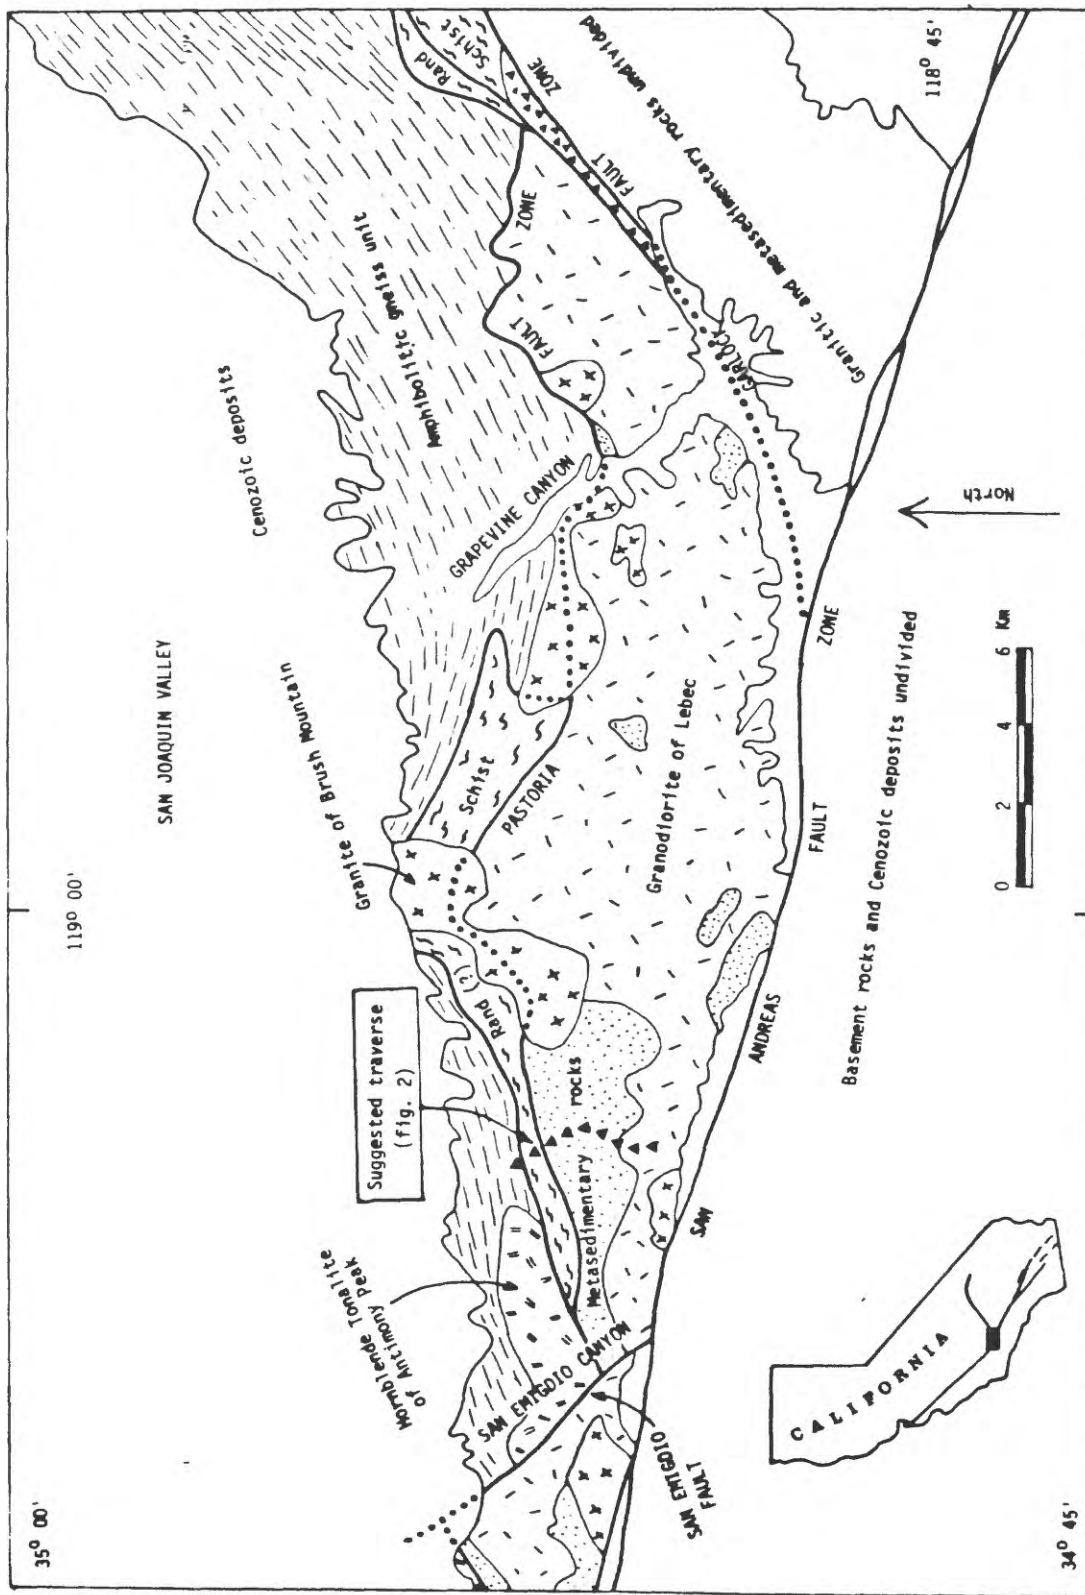 35° 00'
119° 00'
SAN JOAQUIN VALLEY
Cenozoic deposits
Hornblende Tonalite
of Antimony Peak
Suggested traverse
(fig. 2)
Granite of Brush Mountain
GRAPEVINE CANYON
Amphibolitic gneiss unit
Rand
Schist
SAN EMIGDIO CANYON
Rand (?)
Schist
PASTORIA
FAULT
ZONE
FAULT
ZONE
Metasedimentary
rocks
Granodiorite of Lebec
GARLOCK
Granitic and metasedimentary rocks undivided
SAN EMIGDIO
FAULT
SAN
ANDREAS
FAULT
ZONE
Basement rocks and Cenozoic deposits undivided
North
CALIFORNIA
0 2 4 6 Km
34° 45'
118° 45'